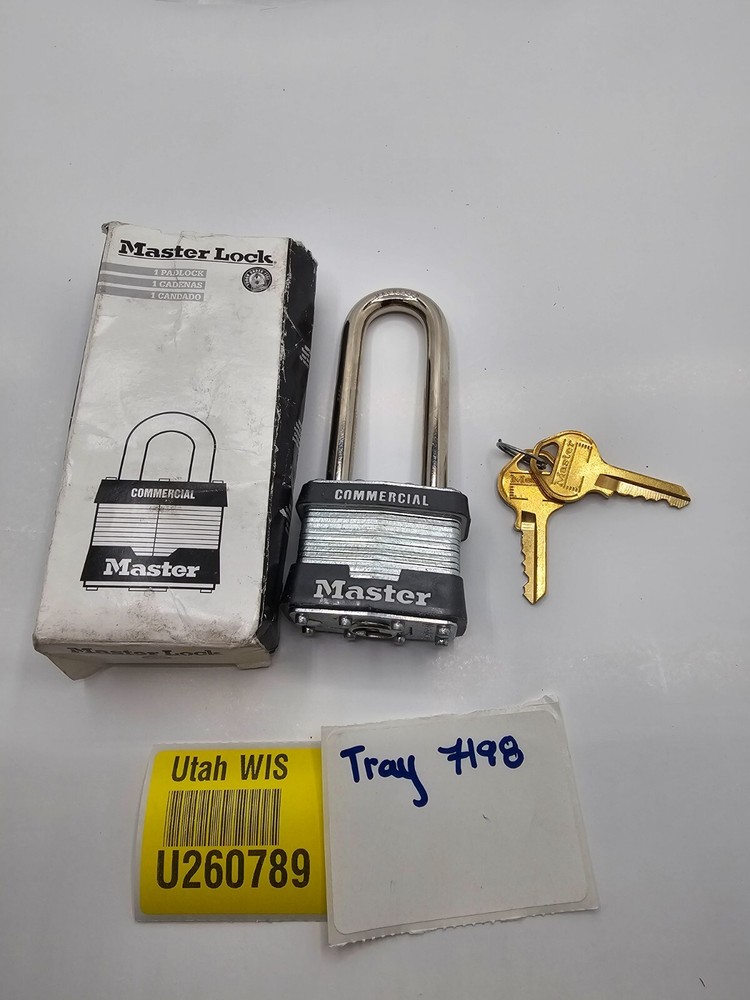 Master Lock
1 PADLOCK
1 CADENAS
1 CANDADO
COMMERCIAL
Master
Master Lock
COMMERCIAL
Master
Master
Utah WIS
U260789
Tray 7198